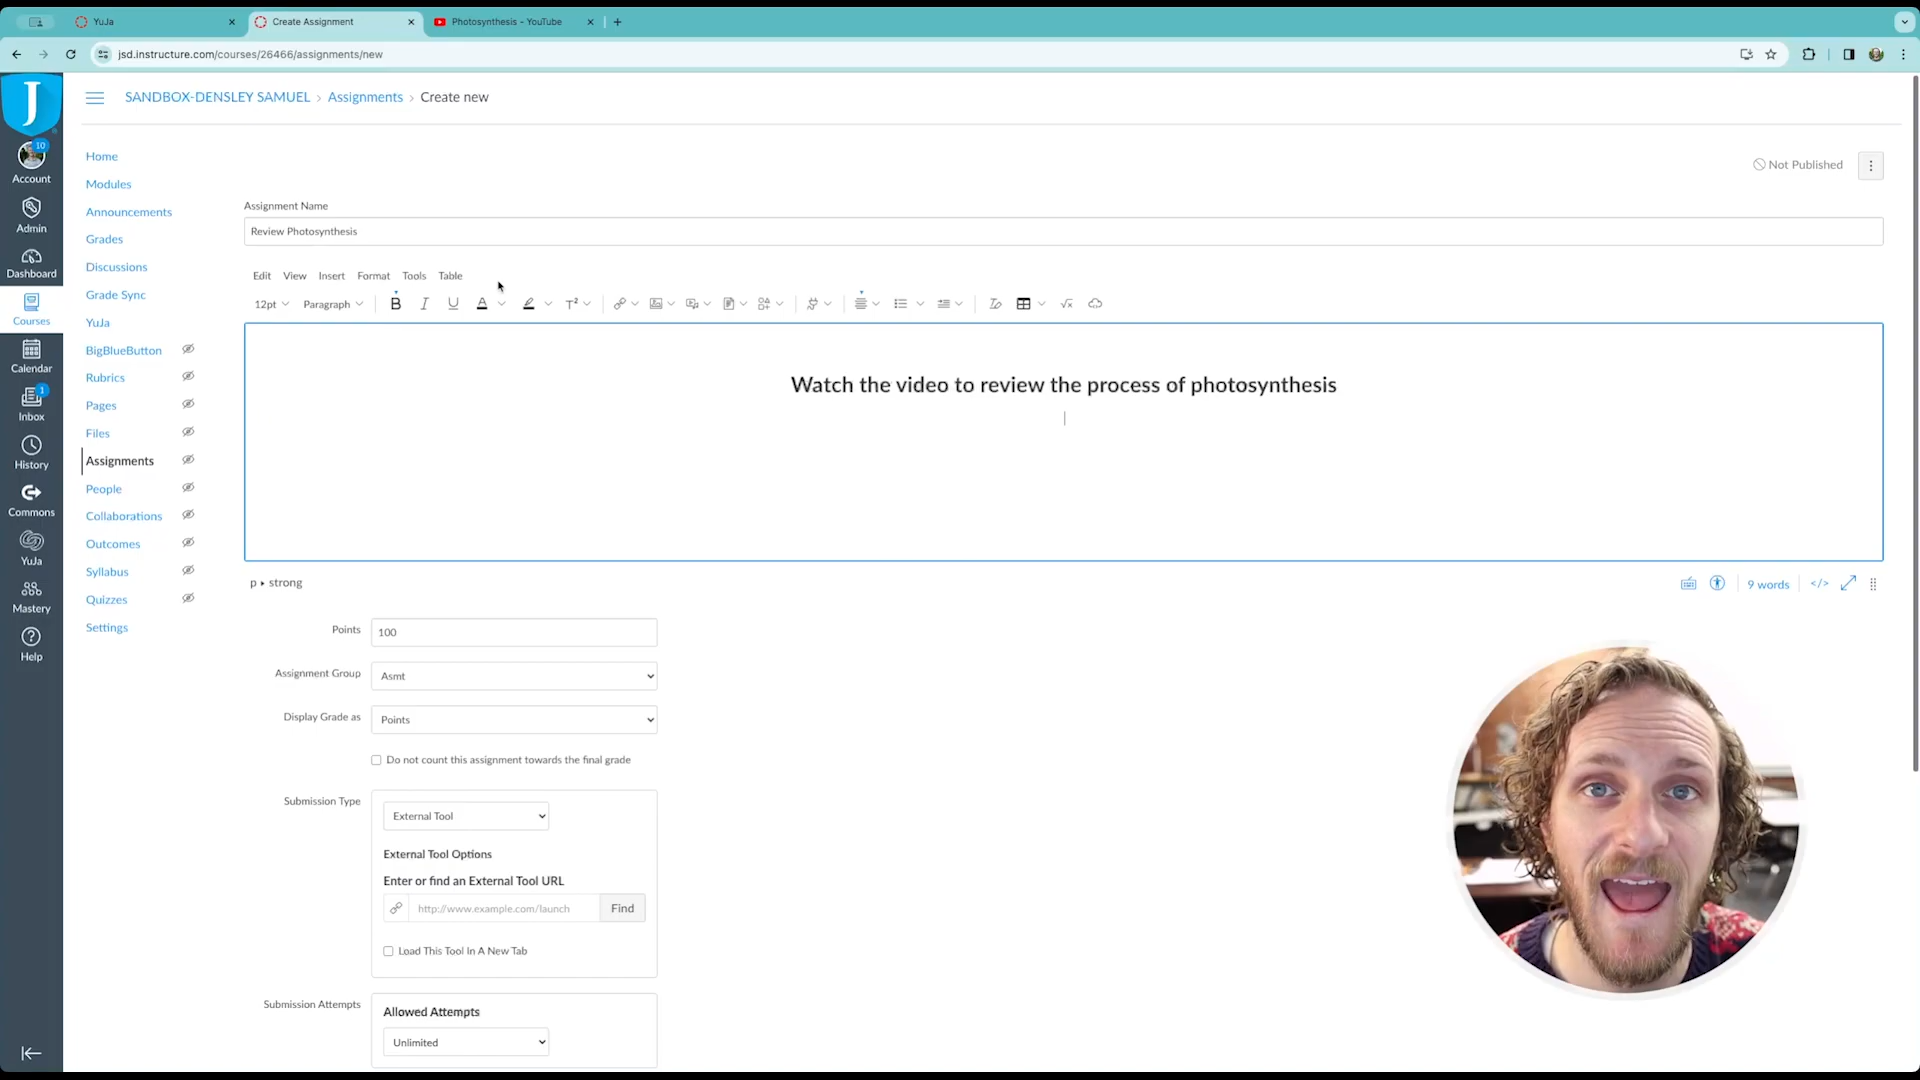 YuJa
Create Assignment
Photosynthesis - YouTube
jsd.instructure.com/courses/26466/assignments/new
J
SANDBOX-DENSLEY SAMUEL › Assignments › Create new
10
Account
Admin
Dashboard
Courses
Calendar
1
Inbox
History
Commons
YuJa
Mastery
Help
Home
Modules
Announcements
Grades
Discussions
Grade Sync
YuJa
BigBlueButton
Rubrics
Pages
Files
Assignments
People
Collaborations
Outcomes
Syllabus
Quizzes
Settings
Not Published
Assignment Name
Review Photosynthesis
Edit View Insert Format Tools Table
12pt Paragraph B I U A T²
Watch the video to review the process of photosynthesis
p ▸ strong
9 words </>
Points 100
Assignment Group Asmt
Display Grade as Points
Do not count this assignment towards the final grade
Submission Type External Tool
External Tool Options
Enter or find an External Tool URL
http://www.example.com/launch Find
Load This Tool In A New Tab
Submission Attempts
Allowed Attempts
Unlimited